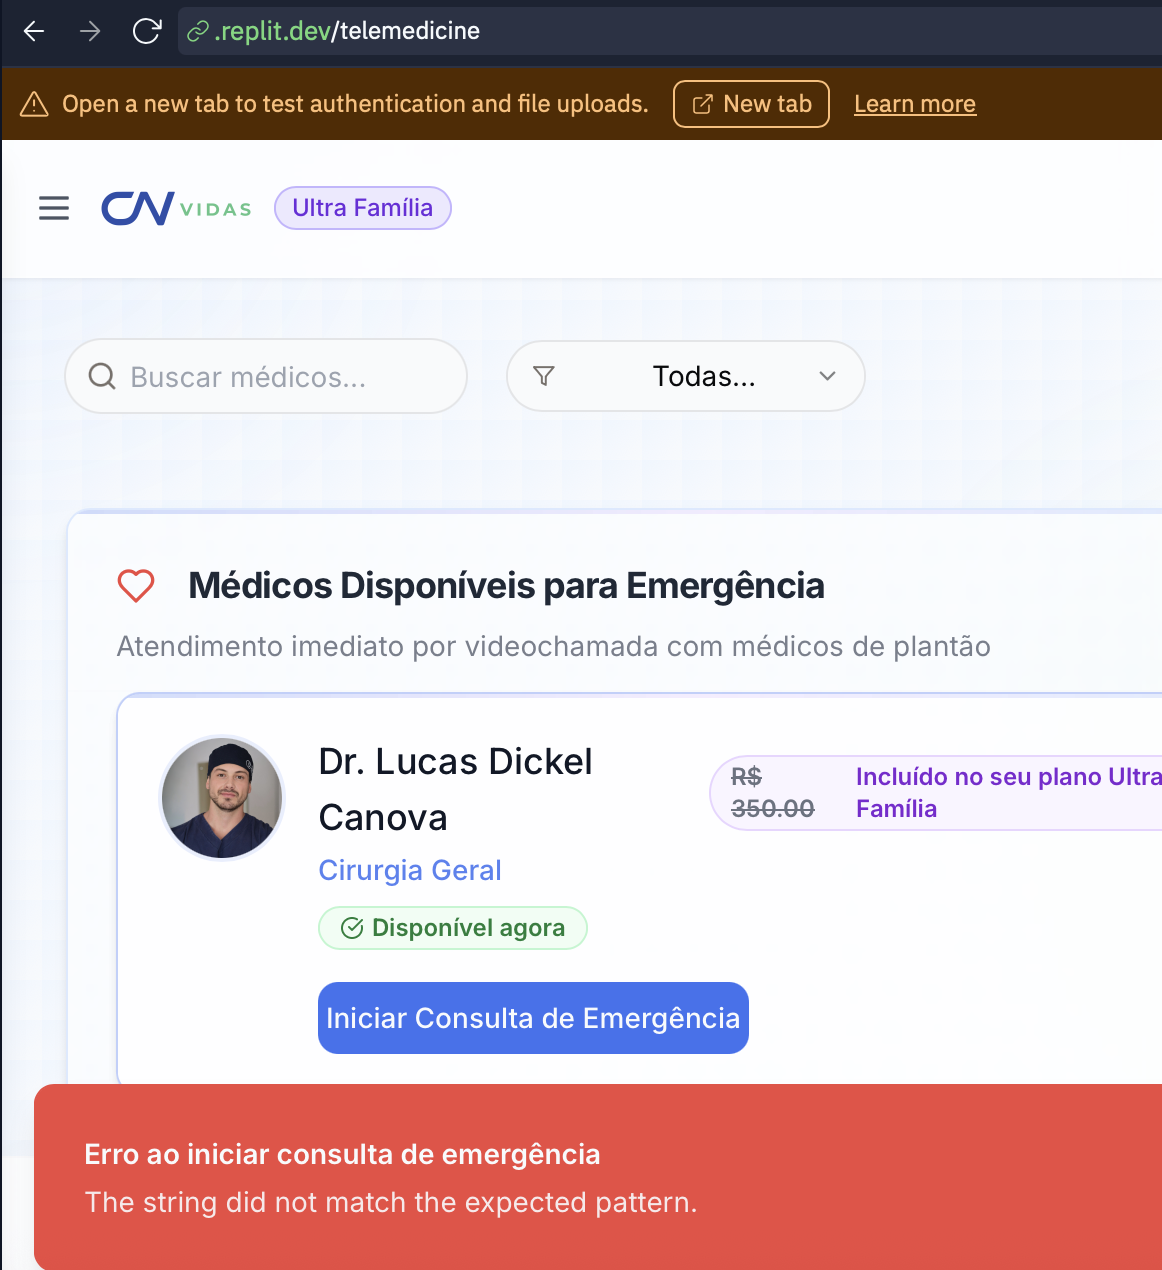 .replit.dev/telemedicine
Open a new tab to test authentication and file uploads. New tab Learn more
CNVIDAS Ultra Família
Buscar médicos... Todas...
Médicos Disponíveis para Emergência
Atendimento imediato por videochamada com médicos de plantão
Dr. Lucas Dickel
Canova
R$
350.00
Incluído no seu plano Ultra
Família
Cirurgia Geral
Disponível agora
Iniciar Consulta de Emergência
Erro ao iniciar consulta de emergência
The string did not match the expected pattern.